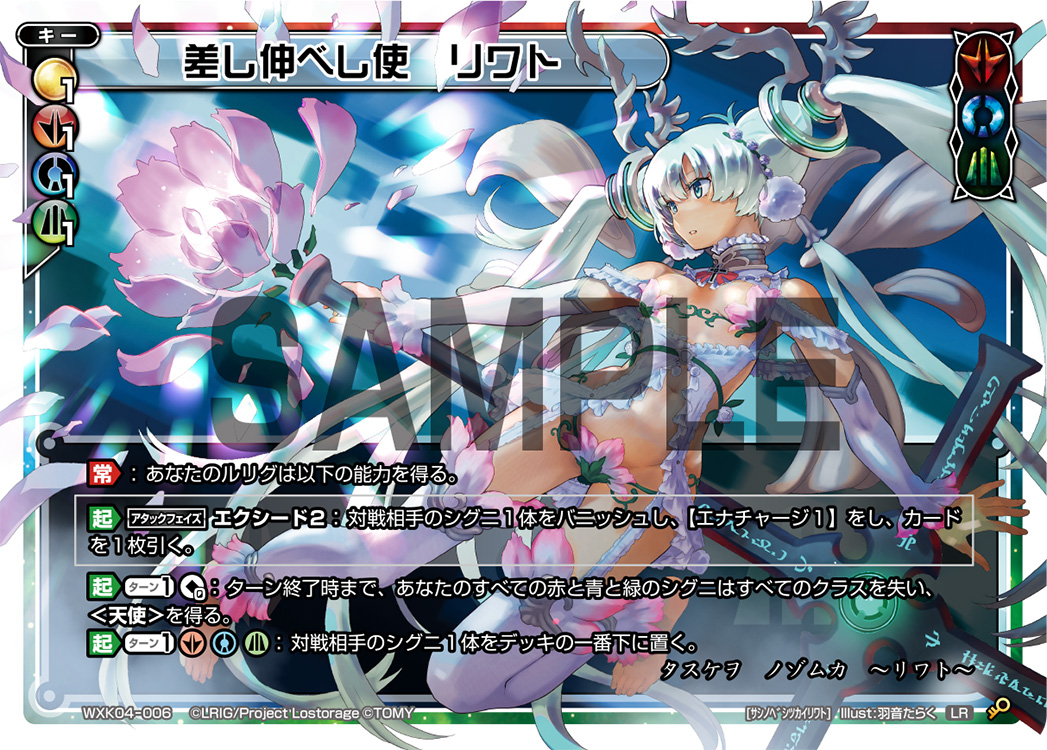 キー
差し伸べし使　リワト
1
1
1
1
SAMPLE
常：あなたのルリグは以下の能力を得る。
起 アタックフェイズ エクシード2：対戦相手のシグニ1体をバニッシュし、【エナチャージ1】をし、カード
を1枚引く。
起 ターン1：ターン終了時まで、あなたのすべての赤と青と緑のシグニはすべてのクラスを失い、
＜天使＞を得る。
起 ターン1：対戦相手のシグニ1体をデッキの一番下に置く。
タスケヲ　ノゾムカ　～リワト～
WXK04-006 ©LRIG/Project Lostorage ©TOMY [ｻｼﾉﾍﾞｼﾂｶｲﾘﾜﾄ] Illust:羽音たらく LR